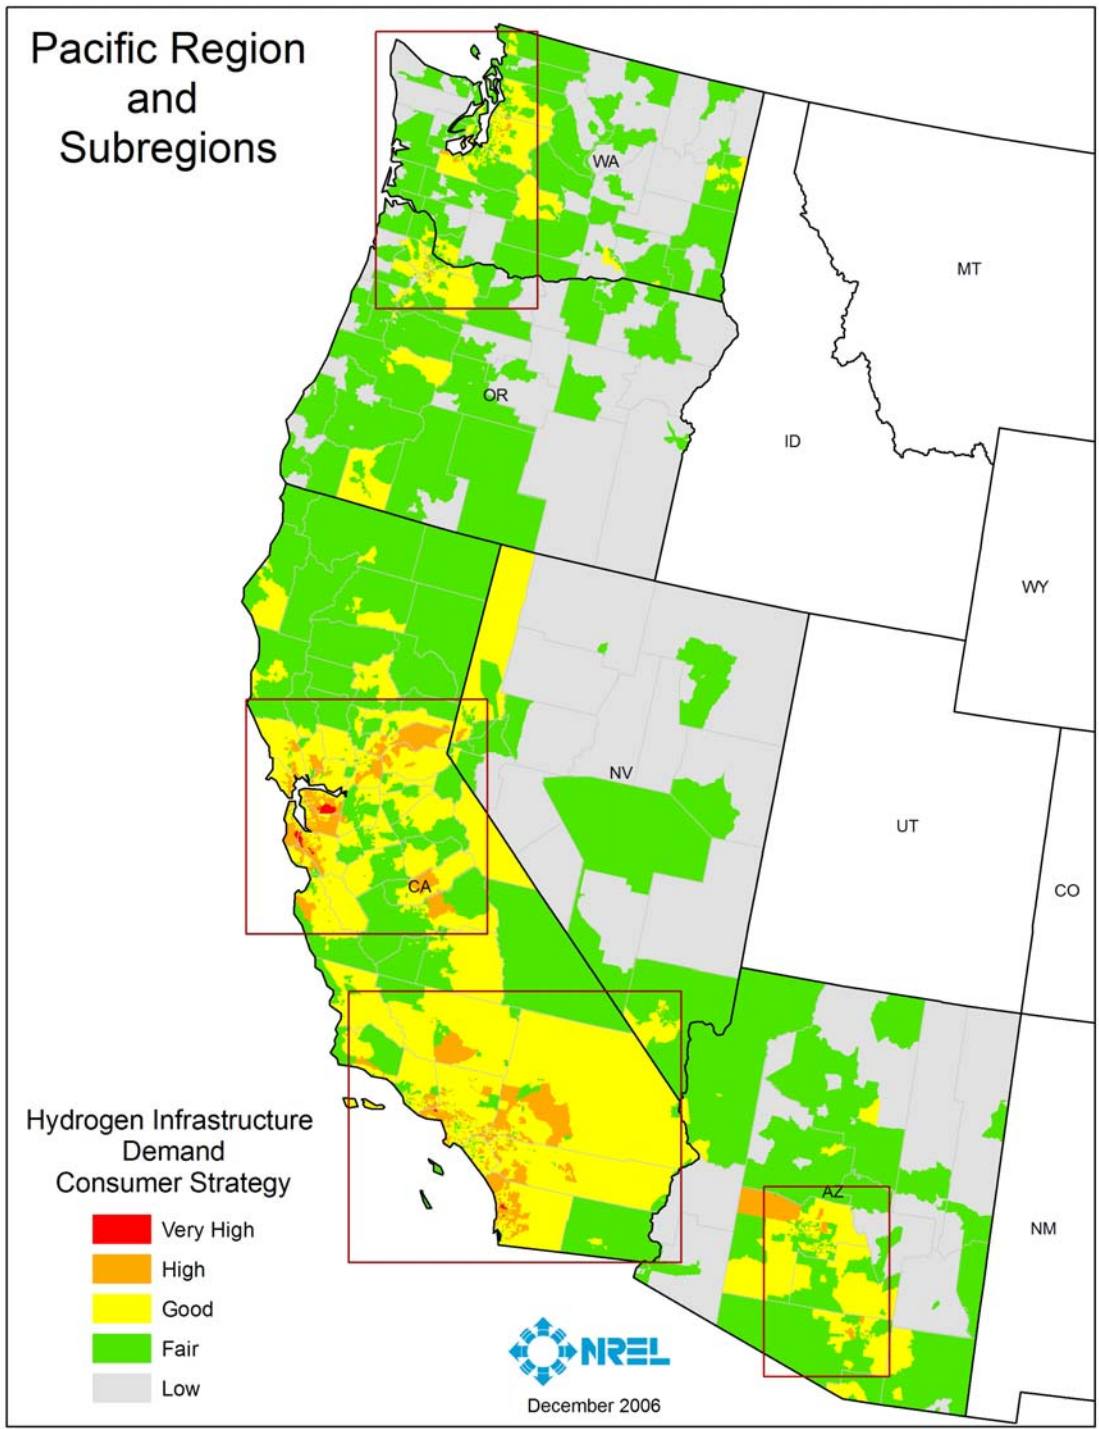 Pacific Region
and
Subregions
WA
MT
OR
ID
WY
NV
UT
CA
CO
AZ
NM
Hydrogen Infrastructure
Demand
Consumer Strategy
Very High
High
Good
Fair
Low
NREL
December 2006